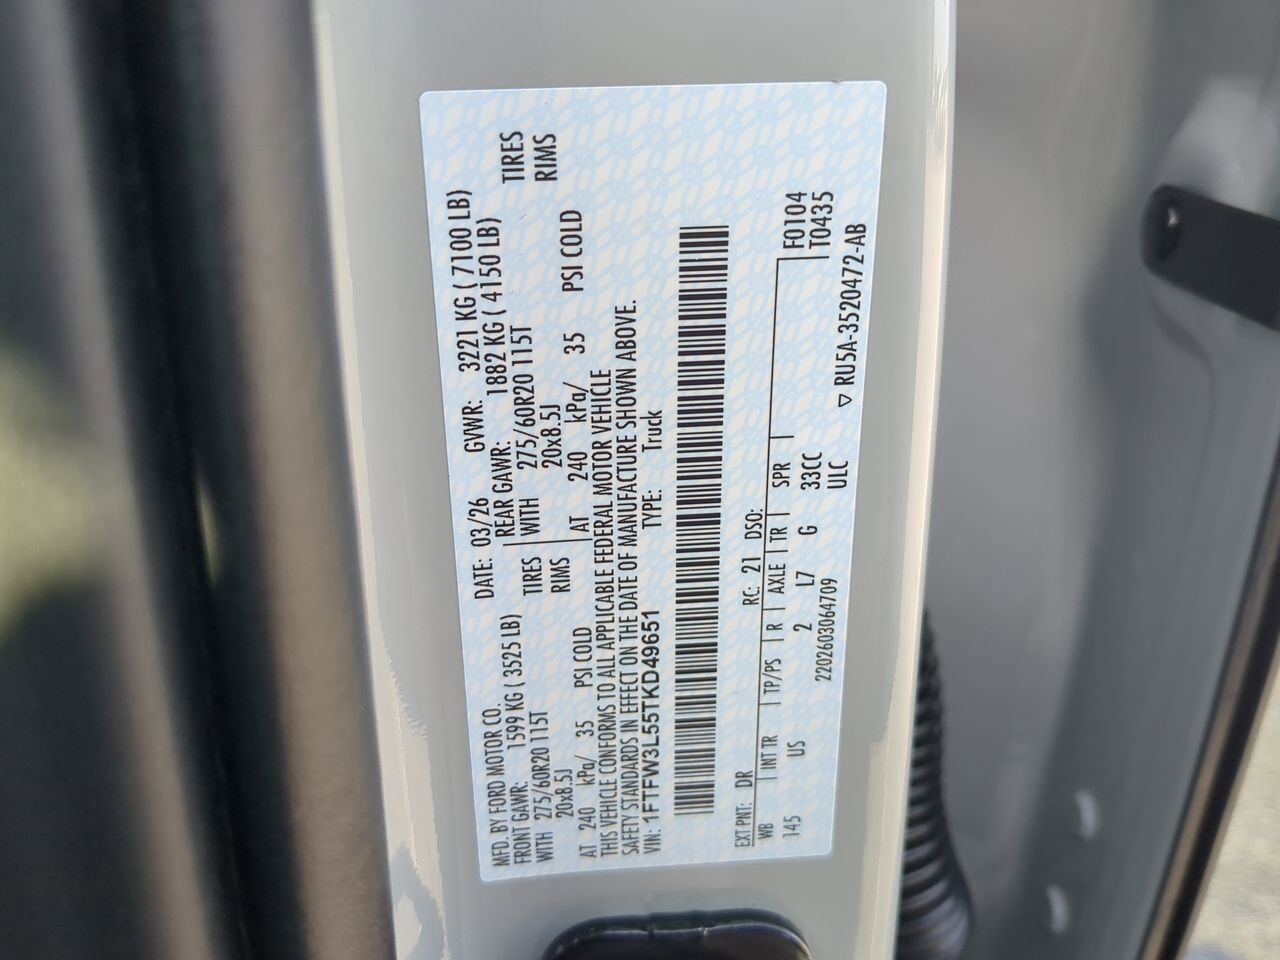 MFD. BY FORD MOTOR CO. DATE: 03/26 GVWR: 3221 KG ( 7100 LB)
FRONT GAWR: 1599 KG ( 3525 LB) REAR GAWR: 1882 KG ( 4150 LB)
WITH 275/60R20 115T TIRES WITH 275/60R20 115T TIRES
20x8.5J RIMS 20x8.5J RIMS
AT 240 kPa/ 35 PSI COLD AT 240 kPa/ 35 PSI COLD
THIS VEHICLE CONFORMS TO ALL APPLICABLE FEDERAL MOTOR VEHICLE
SAFETY STANDARDS IN EFFECT ON THE DATE OF MANUFACTURE SHOWN ABOVE.
VIN: 1FTFW3L55TKD49651 TYPE: Truck
EXT PNT: DR RC: 21 DSO:
WB INT TR TP/PS R AXLE TR SPR F0104
145 US 2 L7 G 33CC T0435
ULC
2202603064709 ▽ RU5A-3520472-AB